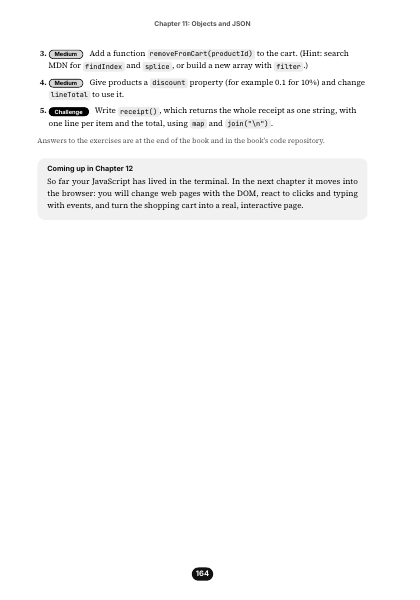 Chapter 11: Objects and JSON
3. Medium Add a function removeFromCart(productId) to the cart. (Hint: search
MDN for findIndex and splice, or build a new array with filter.)
4. Medium Give products a discount property (for example 0.1 for 10%) and change
lineTotal to use it.
5. Challenge Write receipt(), which returns the whole receipt as one string, with
one line per item and the total, using map and join("\n").
Answers to the exercises are at the end of the book and in the book's code repository.
Coming up in Chapter 12
So far your JavaScript has lived in the terminal. In the next chapter it moves into
the browser: you will change web pages with the DOM, react to clicks and typing
with events, and turn the shopping cart into a real, interactive page.
164